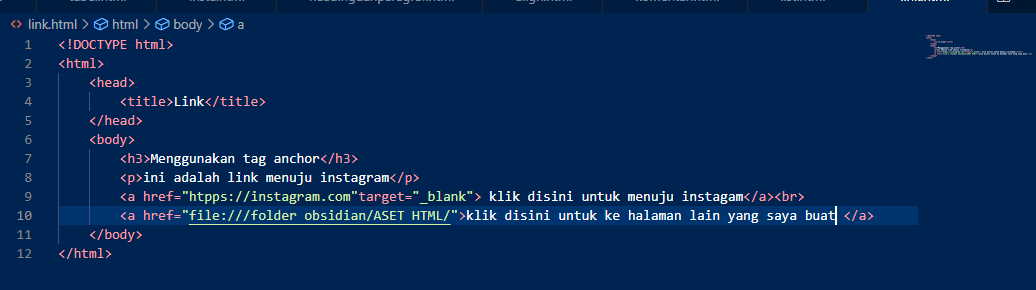 link.html > html > body > a
1 <!DOCTYPE html>
2 <html>
3 <head>
4 <title>Link</title>
5 </head>
6 <body>
7 <h3>Menggunakan tag anchor</h3>
8 <p>ini adalah link menuju instagram</p>
9 <a href="htpps://instagram.com"target="_blank"> klik disini untuk menuju instagam</a><br>
10 <a href="file:///folder obsidian/ASET HTML/">klik disini untuk ke halaman lain yang saya buat </a>
11 </body>
12 </html>